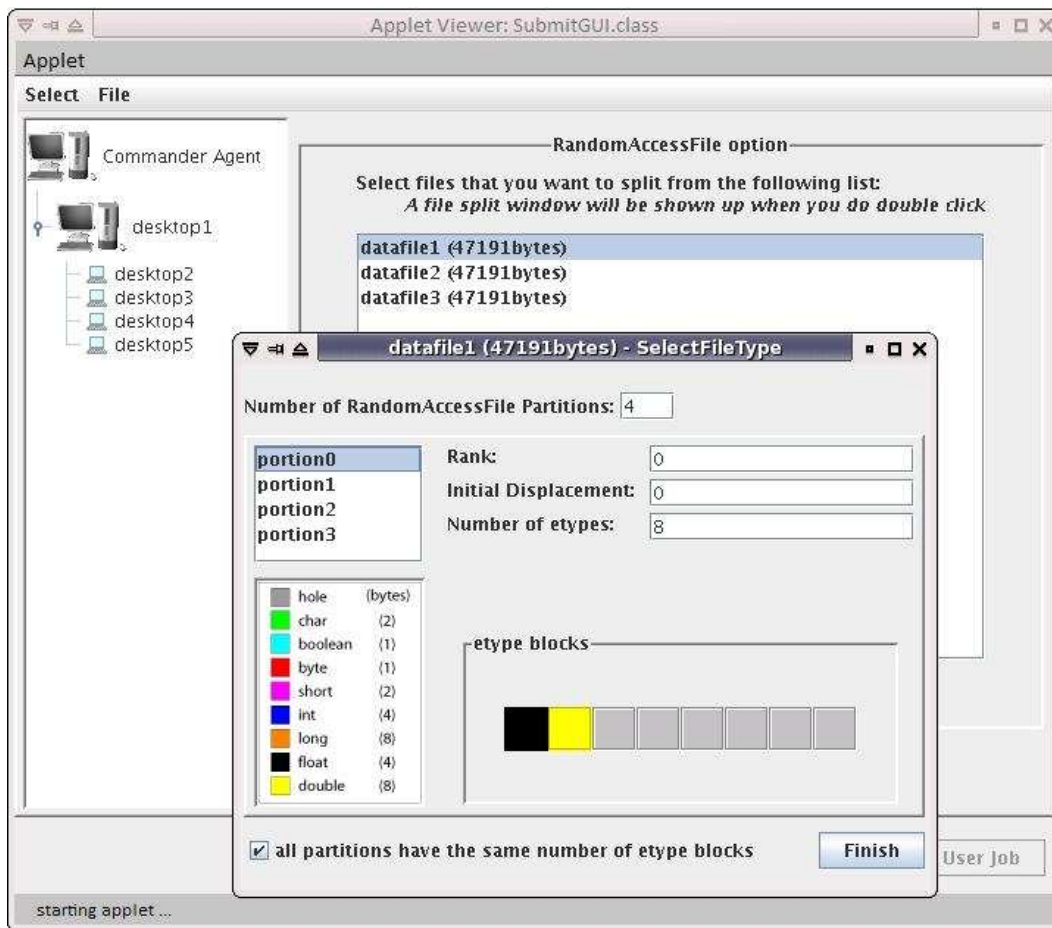 Applet Viewer: SubmitGUI.class
Applet
Select File
Commander Agent
desktop1
desktop2
desktop3
desktop4
desktop5
RandomAccessFile option
Select files that you want to split from the following list:
A file split window will be shown up when you do double click
datafile1 (47191bytes)
datafile2 (47191bytes)
datafile3 (47191bytes)
datafile1 (47191bytes) - SelectFileType
Number of RandomAccessFile Partitions: 4
portion0
portion1
portion2
portion3
Rank: 0
Initial Displacement: 0
Number of etypes: 8
hole (bytes)
char (2)
boolean (1)
byte (1)
short (2)
int (4)
long (8)
float (4)
double (8)
etype blocks
all partitions have the same number of etype blocks
Finish
User Job
starting applet ...